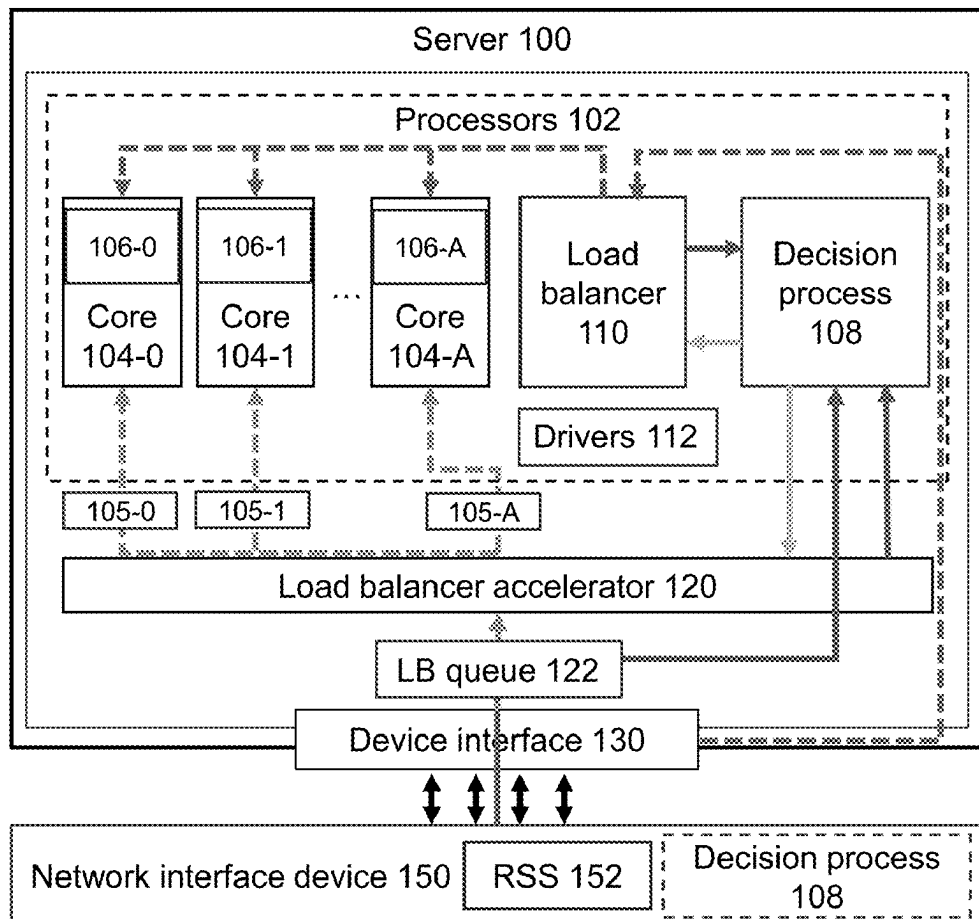 Server 100
Processors 102
106-0
106-1
106-A
Core
104-0
Core
104-1
...
Core
104-A
Load
balancer
110
Decision
process
108
Drivers 112
105-0
105-1
105-A
Load balancer accelerator 120
LB queue 122
Device interface 130
Network interface device 150
RSS 152
Decision process
108